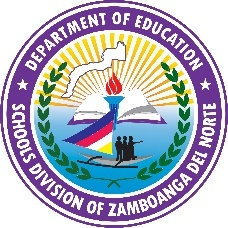 DEPARTMENT OF EDUCATION
SCHOOLS DIVISION OF ZAMBOANGA DEL NORTE